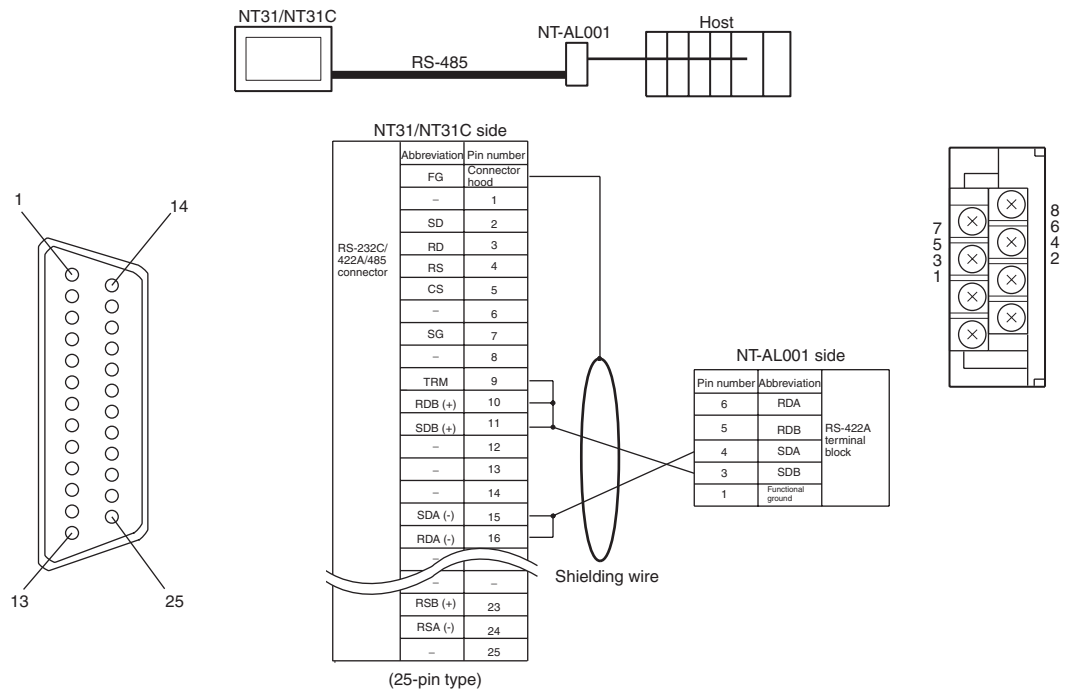 NT31/NT31C
NT-AL001
Host
RS-485
NT31/NT31C side
Abbreviation Pin number
FG Connector hood
– 1
SD 2
RD 3
RS 4
CS 5
– 6
SG 7
– 8
TRM 9
RDB (+) 10
SDB (+) 11
– 12
– 13
– 14
SDA (-) 15
RDA (-) 16
–
– –
RSB (+) 23
RSA (-) 24
– 25
RS-232C/
422A/485
connector
(25-pin type)
1
14
13
25
Shielding wire
NT-AL001 side
Pin number Abbreviation
6 RDA
5 RDB
4 SDA
3 SDB
1 Functional ground
RS-422A
terminal
block
7
5
3
1
8
6
4
2